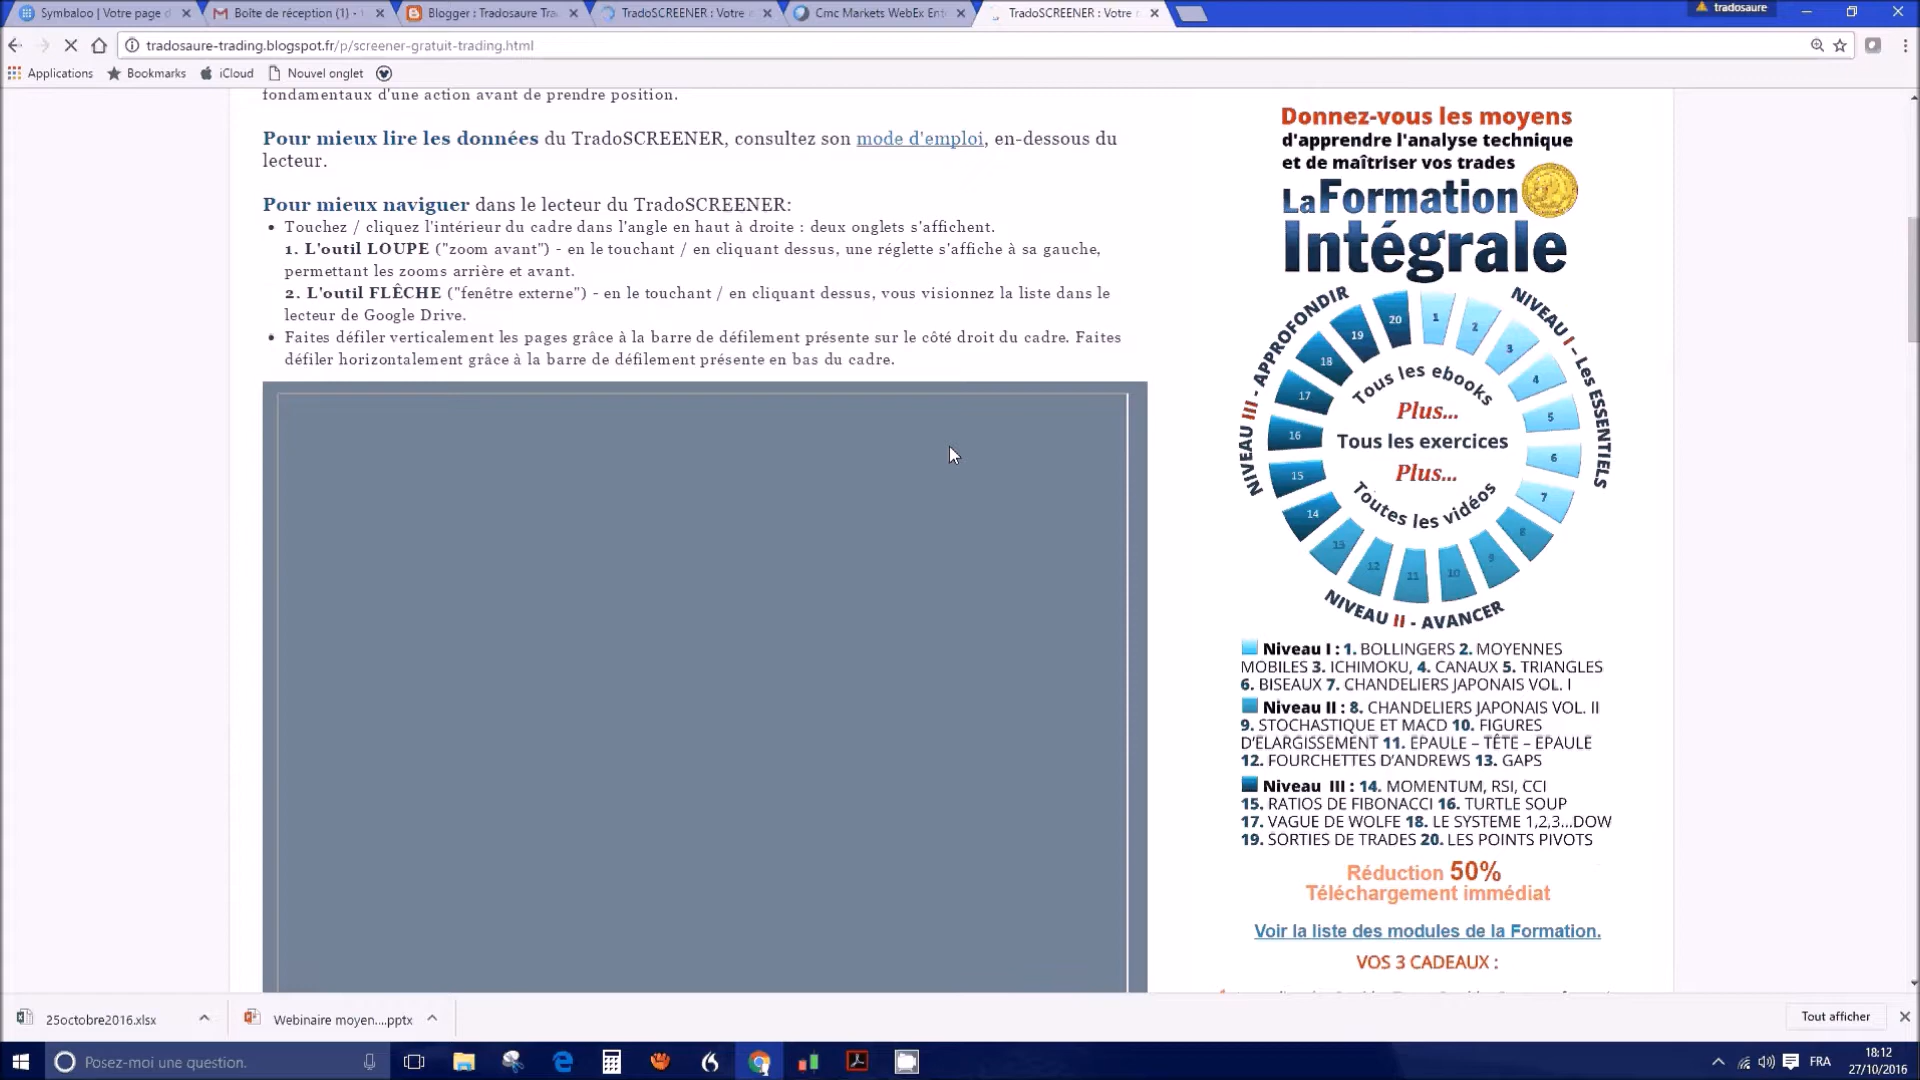 Symbaloo | Votre page d
Boîte de réception (1) -
Blogger : Tradosaure Tra
TradoSCREENER : Votre
Cmc Markets WebEx Ent
TradoSCREENER : Votre
tradosaure
tradosaure-trading.blogspot.fr/p/screener-gratuit-trading.html
Applications
Bookmarks
iCloud
Nouvel onglet
fondamentaux d'une action avant de prendre position.
Pour mieux lire les données du TradoSCREENER, consultez son mode d'emploi, en-dessous du
lecteur.
Pour mieux naviguer dans le lecteur du TradoSCREENER:
Touchez / cliquez l'intérieur du cadre dans l'angle en haut à droite : deux onglets s'affichent.
1. L'outil LOUPE ("zoom avant") - en le touchant / en cliquant dessus, une réglette s'affiche à sa gauche,
permettant les zooms arrière et avant.
2. L'outil FLÈCHE ("fenêtre externe") - en le touchant / en cliquant dessus, vous visionnez la liste dans le
lecteur de Google Drive.
Faites défiler verticalement les pages grâce à la barre de défilement présente sur le côté droit du cadre. Faites
défiler horizontalement grâce à la barre de défilement présente en bas du cadre.
Donnez-vous les moyens
d'apprendre l'analyse technique
et de maîtriser vos trades
La Formation
Intégrale
NIVEAU I - Les ESSENTIELS
NIVEAU II - AVANCER
NIVEAU III - APPROFONDIR
1
2
3
4
5
6
7
8
9
10
11
12
13
14
15
16
17
18
19
20
Tous les ebooks
Plus...
Tous les exercices
Plus...
Toutes les vidéos
Niveau I : 1. BOLLINGERS 2. MOYENNES
MOBILES 3. ICHIMOKU, 4. CANAUX 5. TRIANGLES
6. BISEAUX 7. CHANDELIERS JAPONAIS VOL. I
Niveau II : 8. CHANDELIERS JAPONAIS VOL. II
9. STOCHASTIQUE ET MACD 10. FIGURES
D'ELARGISSEMENT 11. EPAULE – TÊTE – EPAULE
12. FOURCHETTES D'ANDREWS 13. GAPS
Niveau III : 14. MOMENTUM, RSI, CCI
15. RATIOS DE FIBONACCI 16. TURTLE SOUP
17. VAGUE DE WOLFE 18. LE SYSTEME 1,2,3...DOW
19. SORTIES DE TRADES 20. LES POINTS PIVOTS
Réduction 50%
Téléchargement immédiat
Voir la liste des modules de la Formation.
VOS 3 CADEAUX :
25octobre2016.xlsx
Webinaire moyen....pptx
Tout afficher
Posez-moi une question.
FRA
18:12
27/10/2016